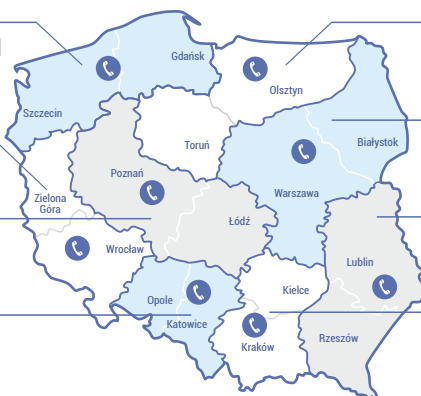 Gdańsk
Olsztyn
Szczecin
Toruń
Białystok
Poznań
Warszawa
Zielona
Góra
Łódź
Wrocław
Lublin
Opole
Kielce
Katowice
Kraków
Rzeszów